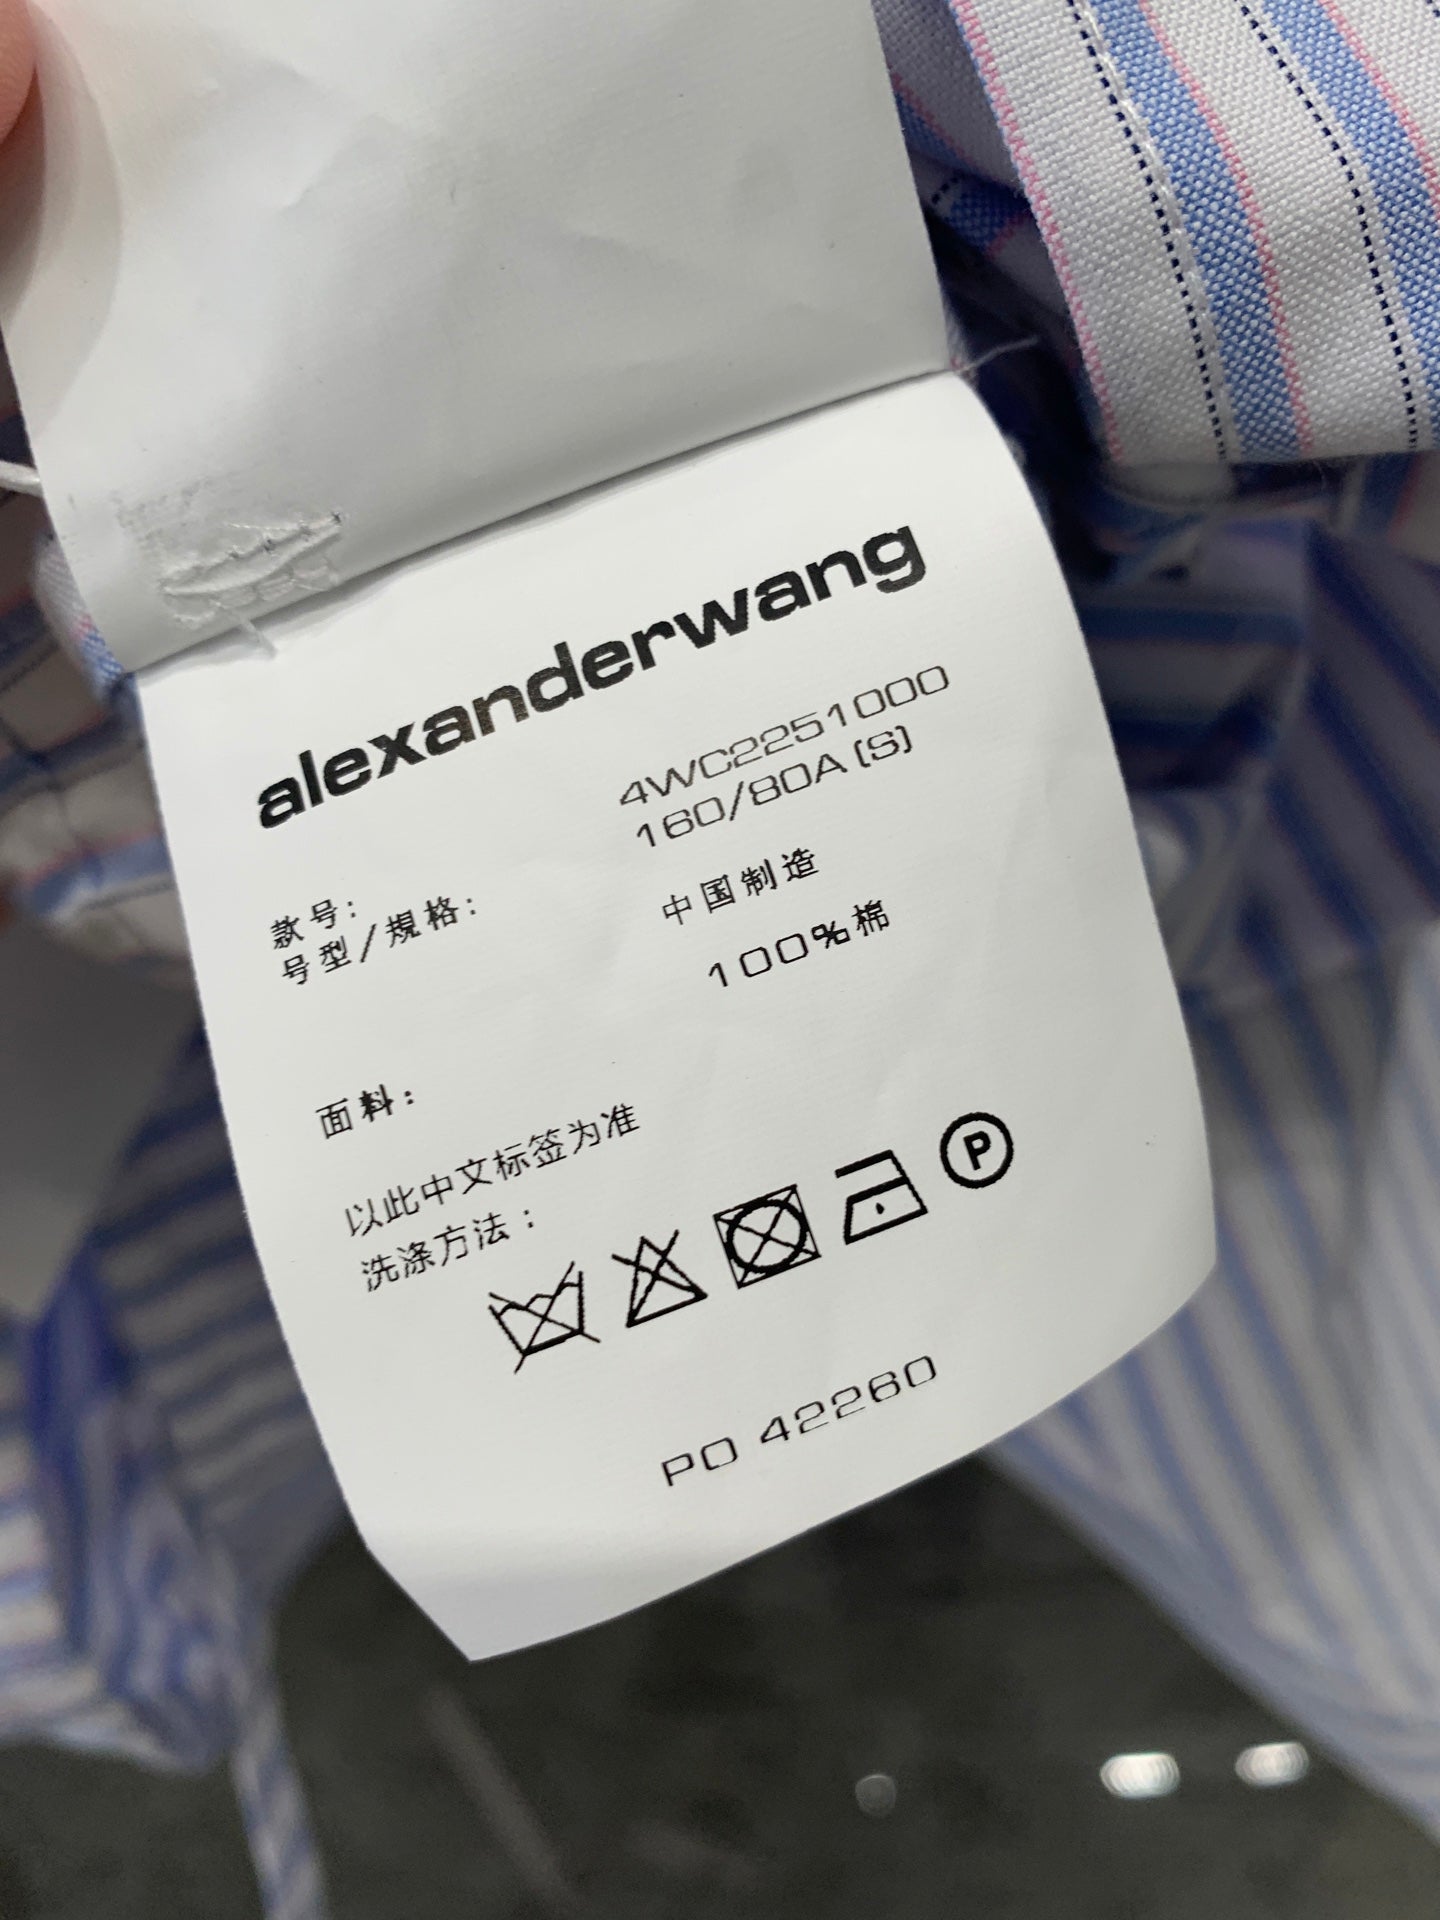 alexanderwang
款号: 4WC2251000
号型/規格: 160/80A (S)
中国制造
面料: 100%棉
以此中文标签为准
洗涤方法:
P
PO 42260